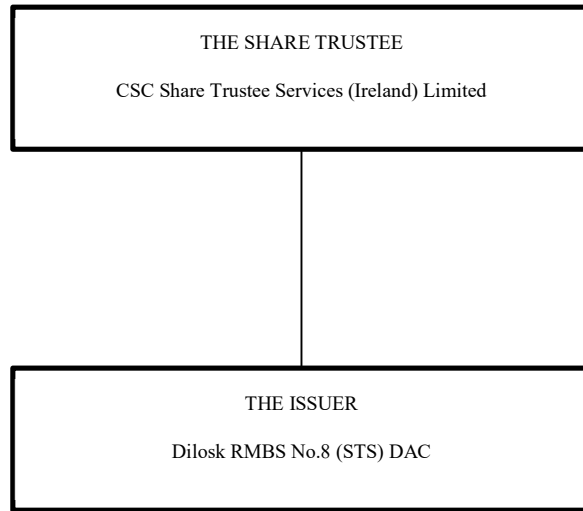 THE SHARE TRUSTEE
CSC Share Trustee Services (Ireland) Limited
THE ISSUER
Dilosk RMBS No.8 (STS) DAC